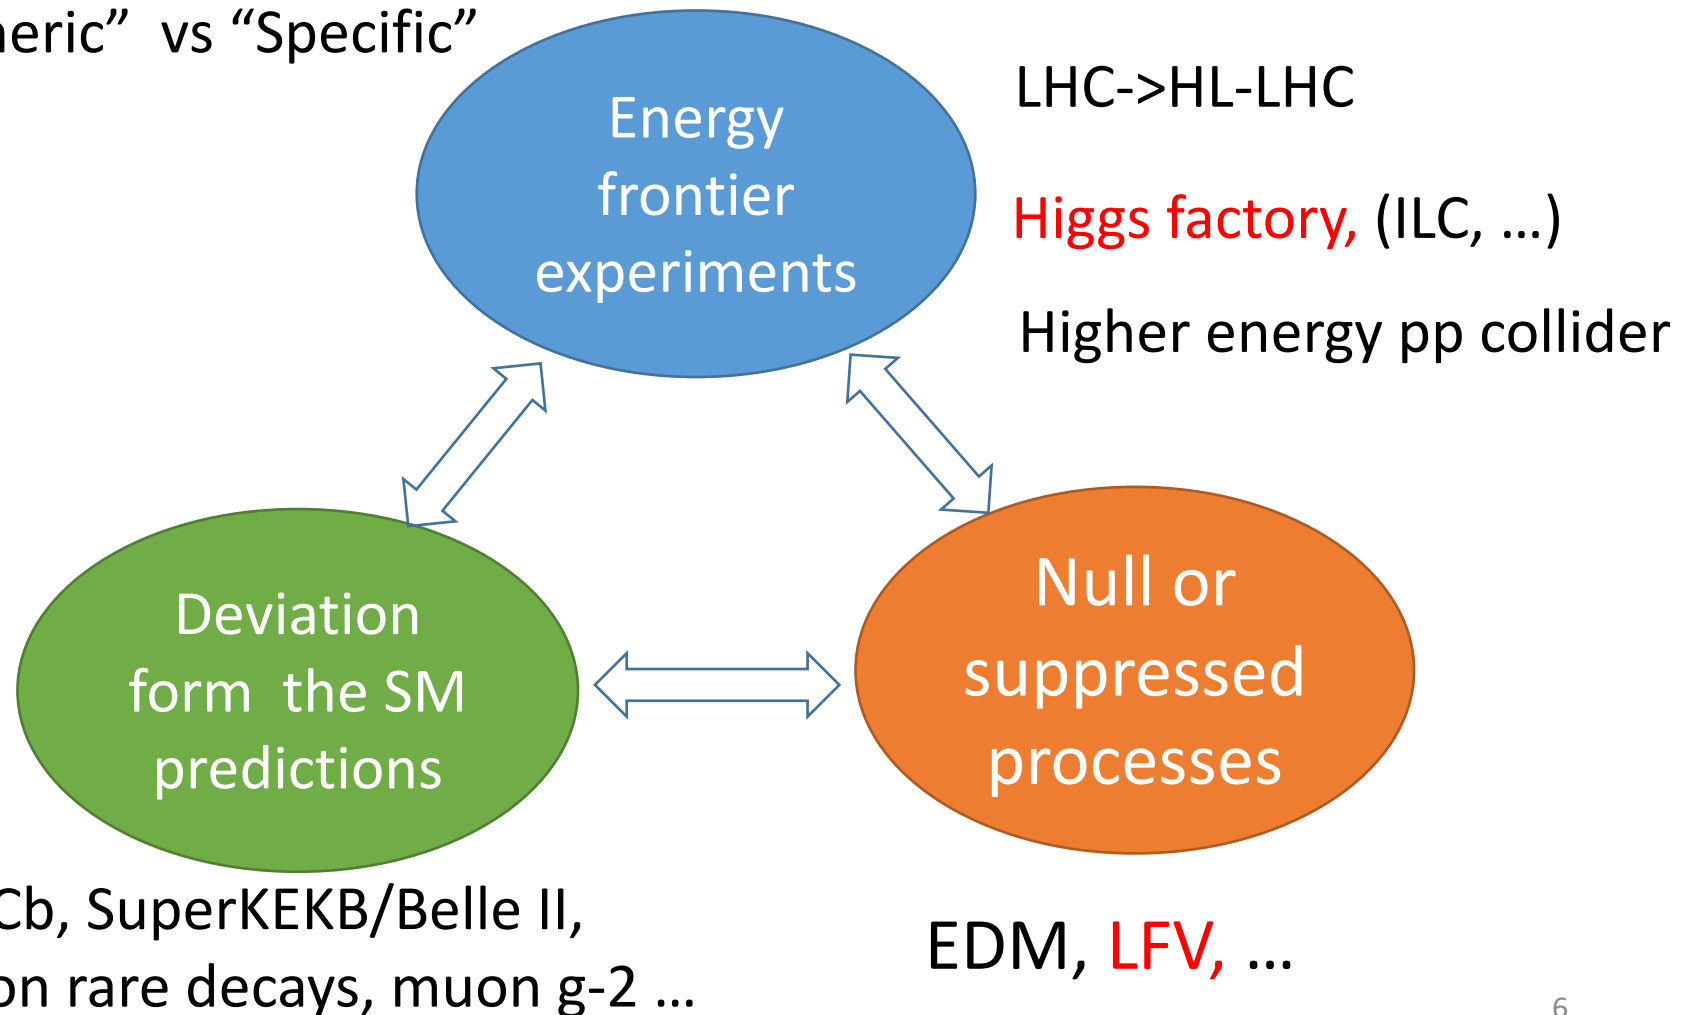 neric” vs “Specific”
Energy
frontier
experiments
LHC->HL-LHC
Higgs factory, (ILC, ...)
Higher energy pp collider
Deviation
form the SM
predictions
Null or
suppressed
processes
Cb, SuperKEKB/Belle II,
on rare decays, muon g-2 ...
EDM, LFV, ...
6